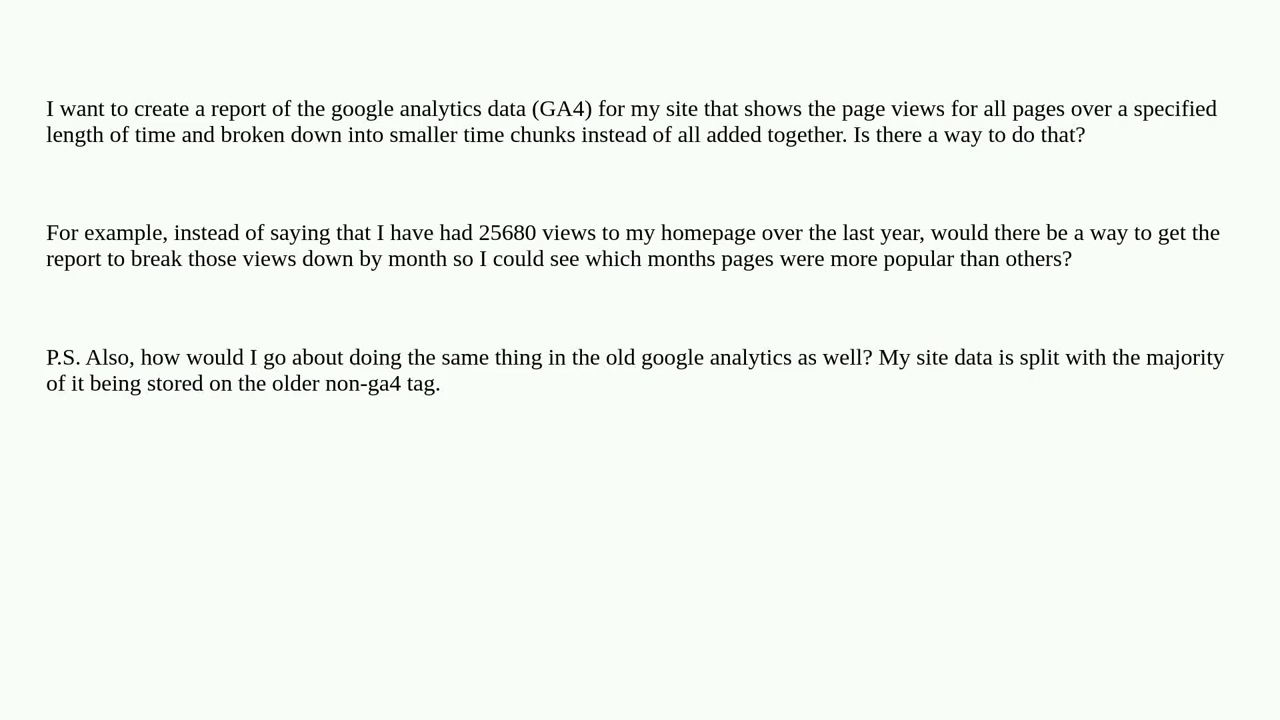 I want to create a report of the google analytics data (GA4) for my site that shows the page views for all pages over a specified
length of time and broken down into smaller time chunks instead of all added together. Is there a way to do that?
For example, instead of saying that I have had 25680 views to my homepage over the last year, would there be a way to get the
report to break those views down by month so I could see which months pages were more popular than others?
P.S. Also, how would I go about doing the same thing in the old google analytics as well? My site data is split with the majority
of it being stored on the older non-ga4 tag.